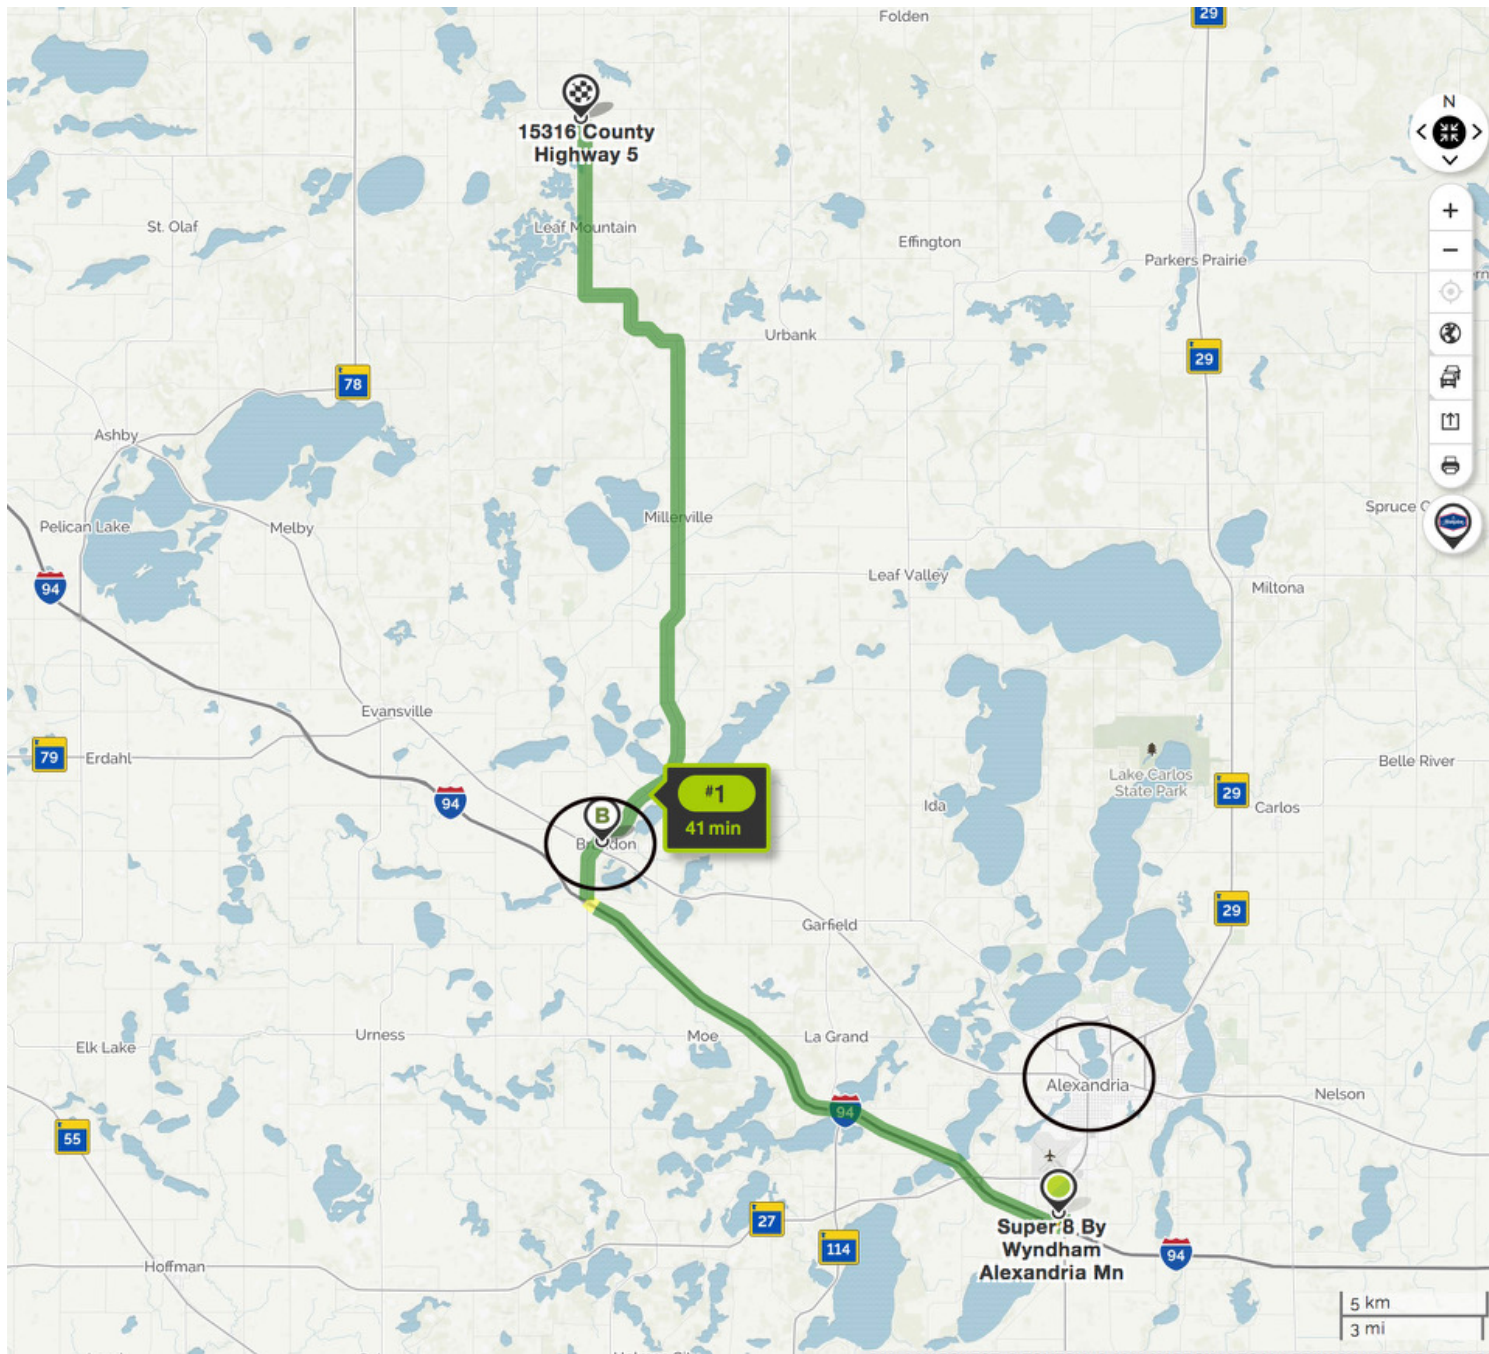 Folden
29
N
15316 County
Highway 5
St. Olaf
Leaf Mountain
Effington
Parkers Prairie
Urbank
29
78
Ashby
Pelican Lake
Melby
Millerville
94
Leaf Valley
Miltona
Evansville
79
Erdahl
Lake Carlos
State Park
Belle River
94
#1
41 min
Ida
29
Carlos
B
29
Garfield
Urness
Moe
La Grand
Elk Lake
Alexandria
Nelson
94
55
27
114
Super 8 By
Wyndham
Alexandria Mn
94
Hoffman
5 km
3 mi